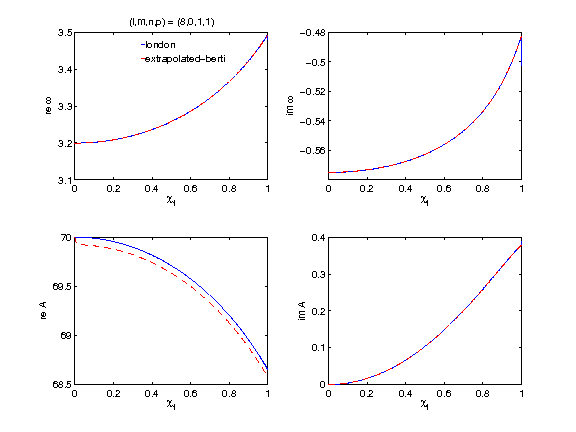 (l,m,n,p) = (8,0,1,1)
3.5
3.4
3.3
3.2
3.1
re ω
london
extrapolated−berti
0 0.2 0.4 0.6 0.8 1
χf
−0.48
−0.5
−0.52
−0.54
−0.56
im ω
0 0.2 0.4 0.6 0.8 1
χf
70
69.5
69
68.5
re A
0 0.2 0.4 0.6 0.8 1
χf
0.4
0.3
0.2
0.1
0
im A
0 0.2 0.4 0.6 0.8 1
χf